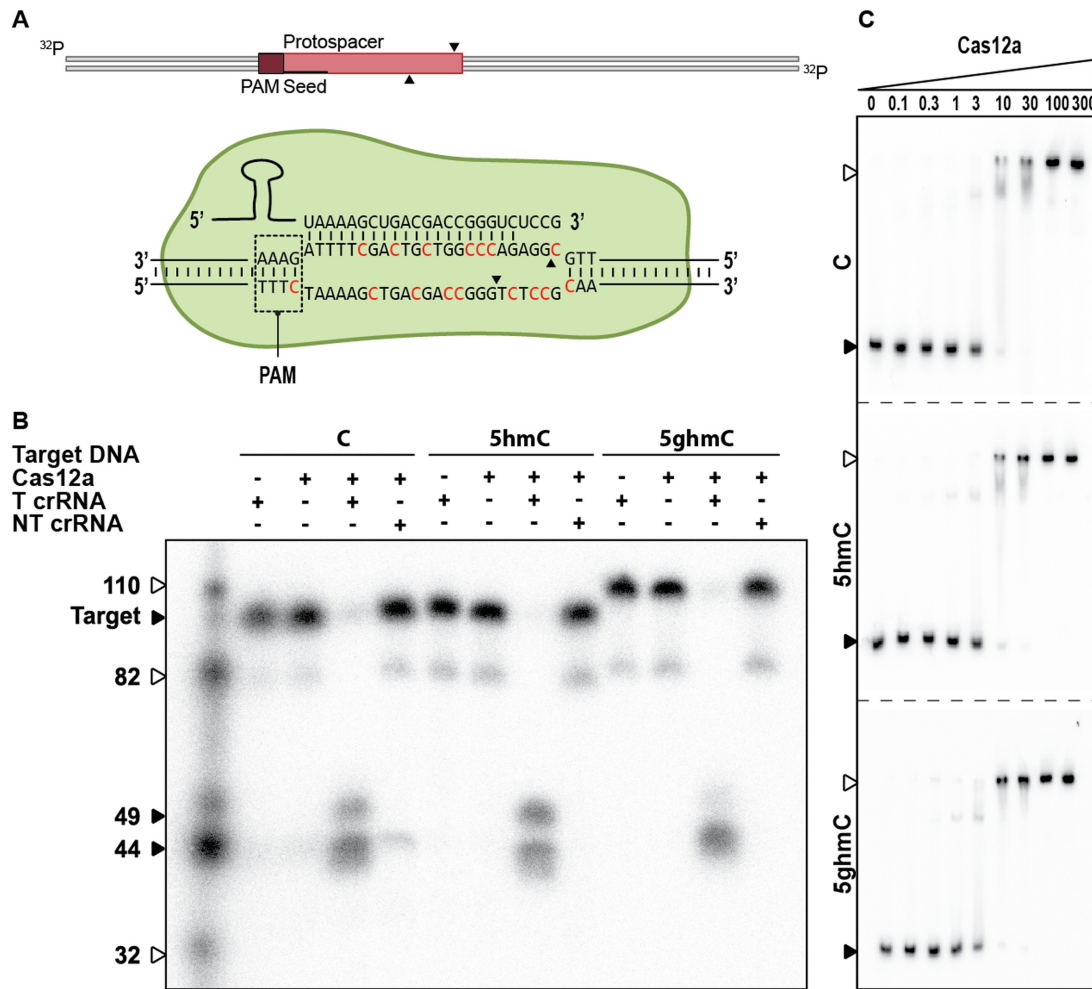 A
³²P
Protospacer
PAM Seed
³²P
5’
UAAAAGCUGACGACCGGGUCUCCG 3’
3’
AAAG
ATTTTCGACTGCTGGCCCAGAGGC
GTT
5’
5’
TTTC
TAAAAGCTGACGACCGGGTCTCCG
CAA
3’
PAM
B
C 5hmC 5ghmC
Target DNA
Cas12a - + + + - + + + - + + +
T crRNA + - + - + - + - + - + -
NT crRNA - - - + - - - + - - - +
110
Target
82
49
44
32
C
Cas12a
0 0.1 0.3 1 3 10 30 100 300
C
5hmC
5ghmC